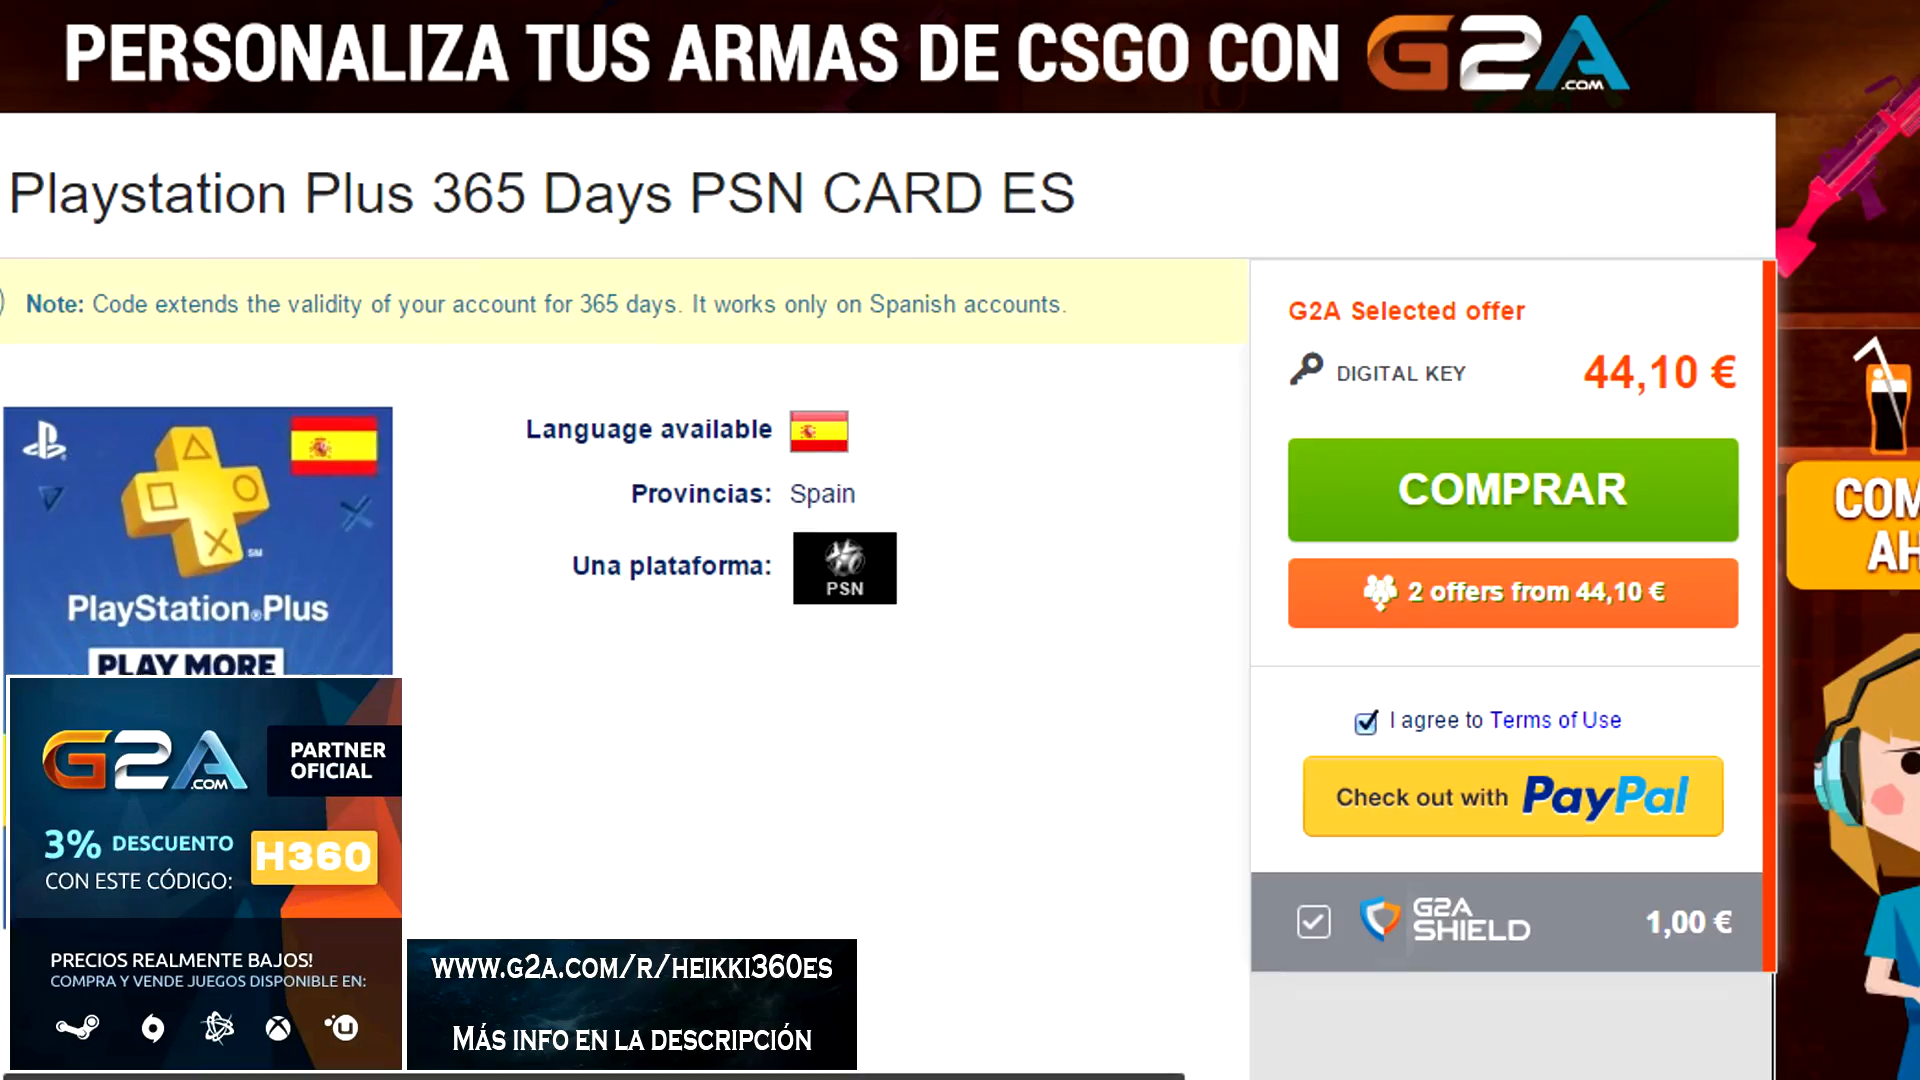 PERSONALIZA TUS ARMAS DE CSGO CON G2A.COM
Playstation Plus 365 Days PSN CARD ES
Note: Code extends the validity of your account for 365 days. It works only on Spanish accounts.
G2A Selected offer
DIGITAL KEY 44,10 €
COMPRAR
2 offers from 44,10 €
I agree to Terms of Use
Check out with PayPal
G2A SHIELD 1,00 €
Language available
Provincias: Spain
Una plataforma: PSN
PlayStation®Plus
SM
PLAY MORE
G2A.COM
PARTNER
OFICIAL
3% DESCUENTO
CON ESTE CÓDIGO:
H360
PRECIOS REALMENTE BAJOS!
COMPRA Y VENDE JUEGOS DISPONIBLE EN:
WWW.G2A.COM/R/HEIKKI360ES
MÁS INFO EN LA DESCRIPCIÓN
COM
AH